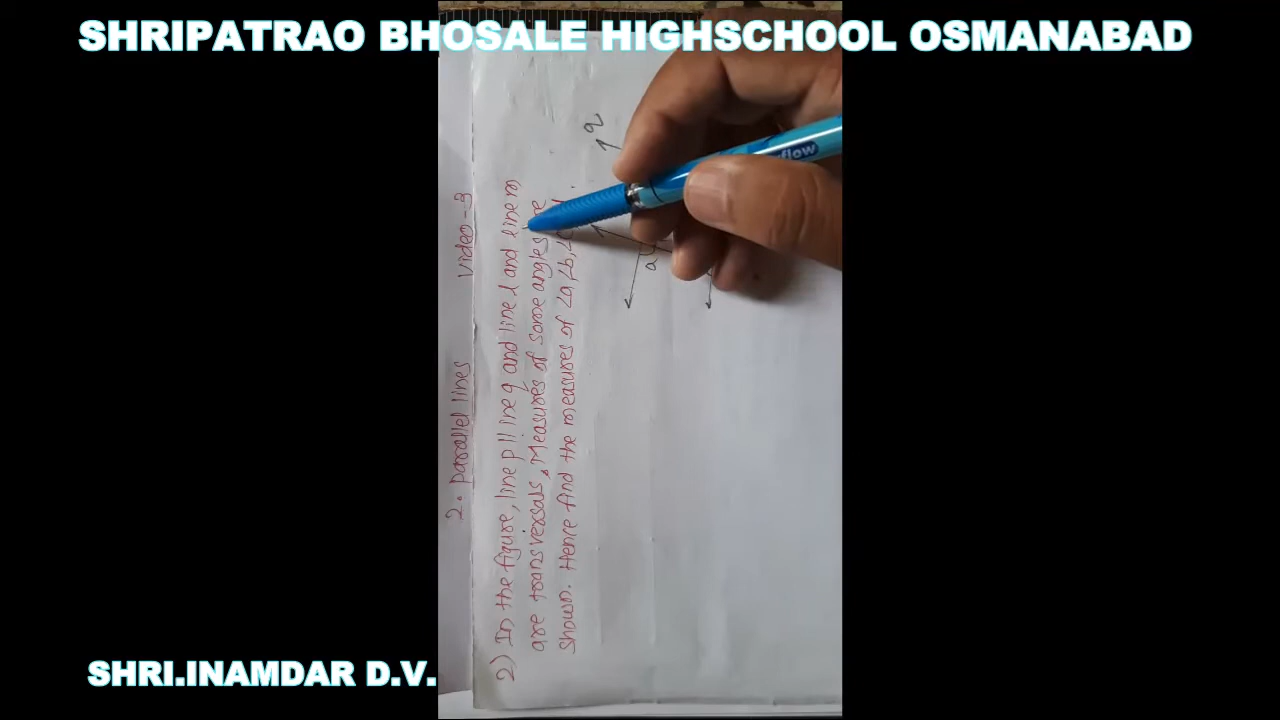 SHRIPATRAO BHOSALE HIGHSCHOOL OSMANABAD
2. parallel lines Video-3
2) In the figure, line p || line q and line l and line m
are transversals. Measures of some angles
shown. Hence find the measures of ∠a, ∠b,
q
a
flow
SHRI.INAMDAR D.V.